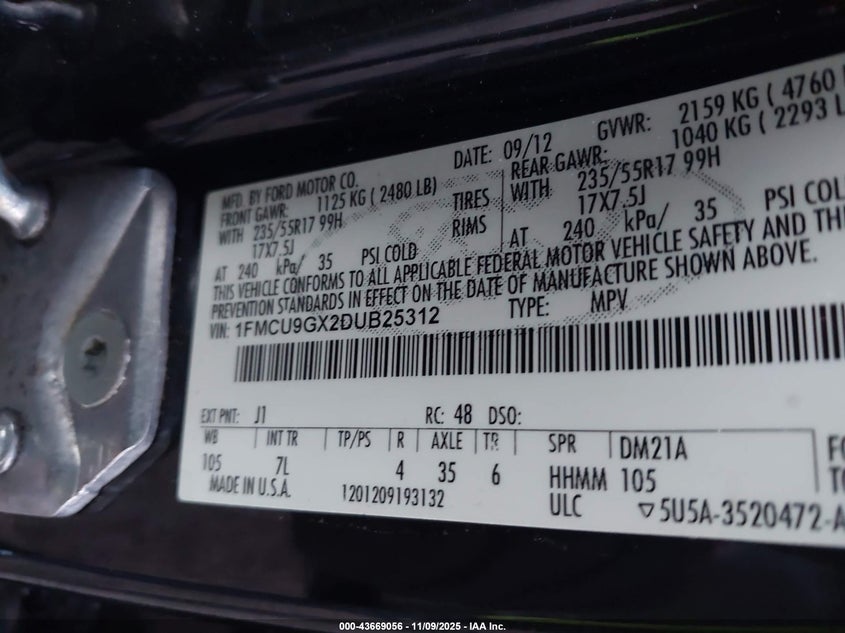 MFD. BY FORD MOTOR CO. DATE: 09/12 GVWR: 2159 KG ( 4760
FRONT GAWR: 1125 KG ( 2480 LB) REAR GAWR: 1040 KG ( 2293
WITH 235/55R17 99H TIRES WITH 235/55R17 99H
17X7.5J RIMS 17X7.5J
AT 240 kPa/ 35 PSI COLD AT 240 kPa/ 35 PSI COLD
THIS VEHICLE CONFORMS TO ALL APPLICABLE FEDERAL MOTOR VEHICLE SAFETY AND
PREVENTION STANDARDS IN EFFECT ON THE DATE OF MANUFACTURE SHOWN ABOVE.
VIN: 1FMCU9GX2DUB25312 TYPE: MPV
EXT PNT: J1 RC: 48 DSO:
WB INT TR TP/PS R AXLE TR SPR DM21A
105 7L 4 35 6 HHMM 105
MADE IN U.S.A. 1201209193132 ULC ▽5U5A-3520472-
000-43669056 - 11/09/2025 - IAA Inc.